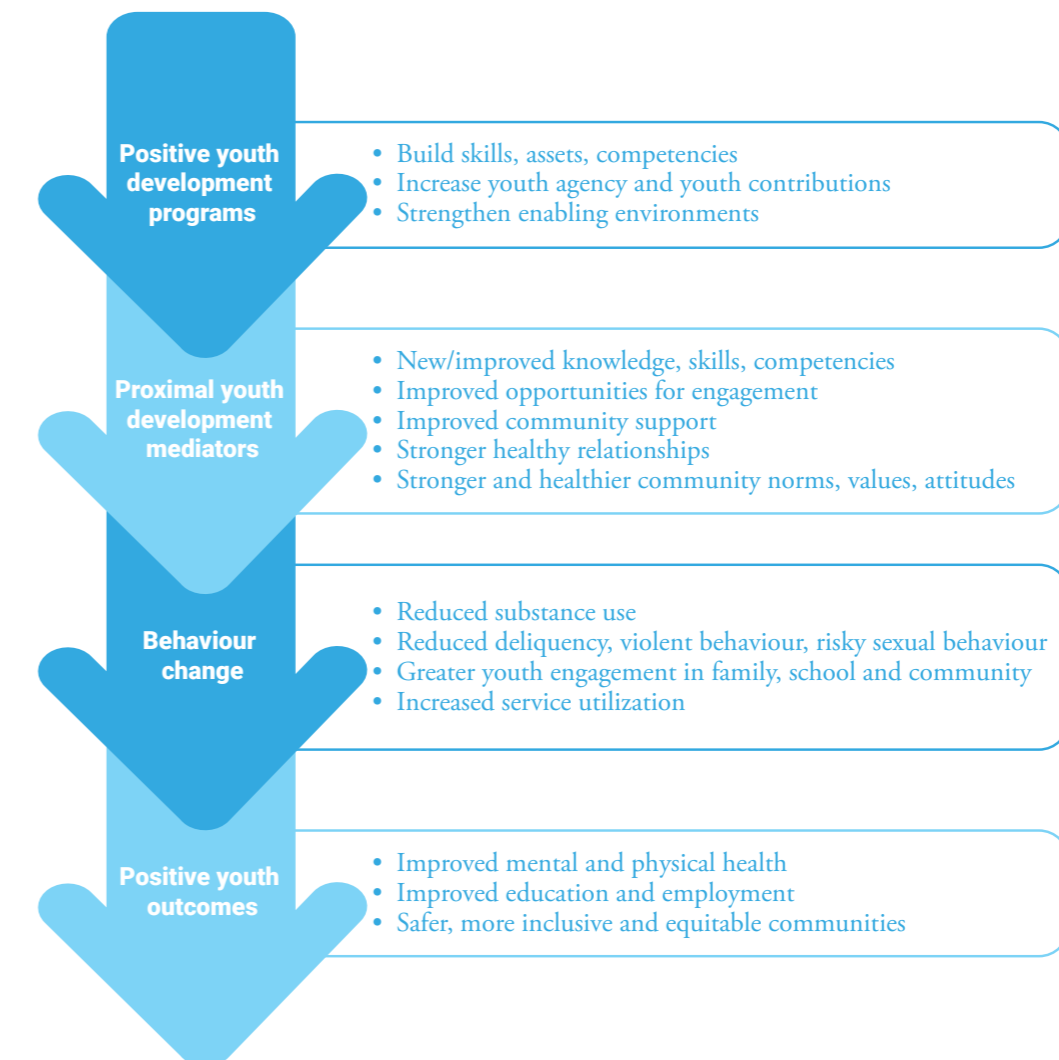 Positive youth
development
programs
• Build skills, assets, competencies
• Increase youth agency and youth contributions
• Strengthen enabling environments
Proximal youth
development
mediators
• New/improved knowledge, skills, competencies
• Improved opportunities for engagement
• Improved community support
• Stronger healthy relationships
• Stronger and healthier community norms, values, attitudes
Behaviour
change
• Reduced substance use
• Reduced deliquency, violent behaviour, risky sexual behaviour
• Greater youth engagement in family, school and community
• Increased service utilization
Positive youth
outcomes
• Improved mental and physical health
• Improved education and employment
• Safer, more inclusive and equitable communities